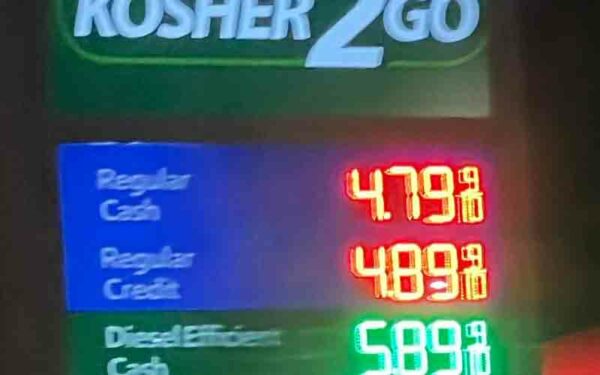 KOSHER 2GO
Regular
Cash
4.79 9/10
Regular
Credit
4.89 9/10
Diesel Efficient
Cash
5.89 9/10